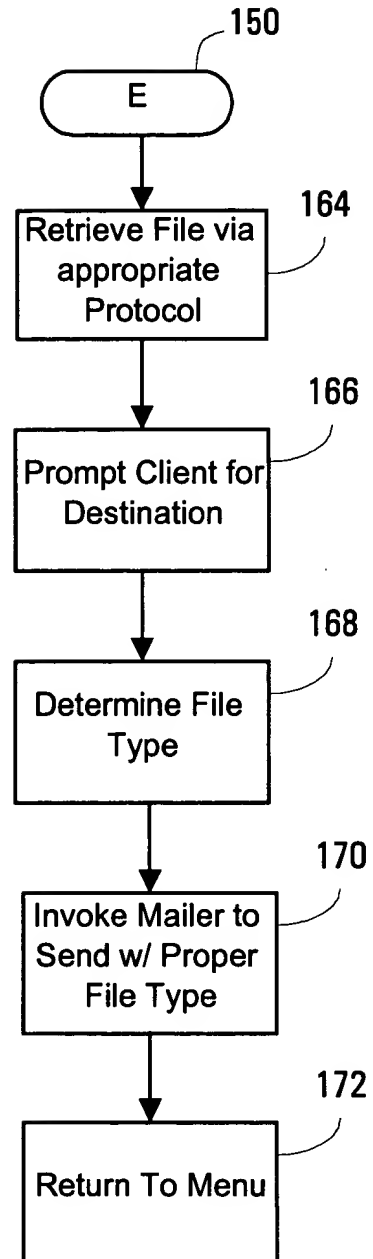 150
E
164
Retrieve File via
appropriate
Protocol
166
Prompt Client for
Destination
168
Determine File
Type
170
Invoke Mailer to
Send w/ Proper
File Type
172
Return To Menu